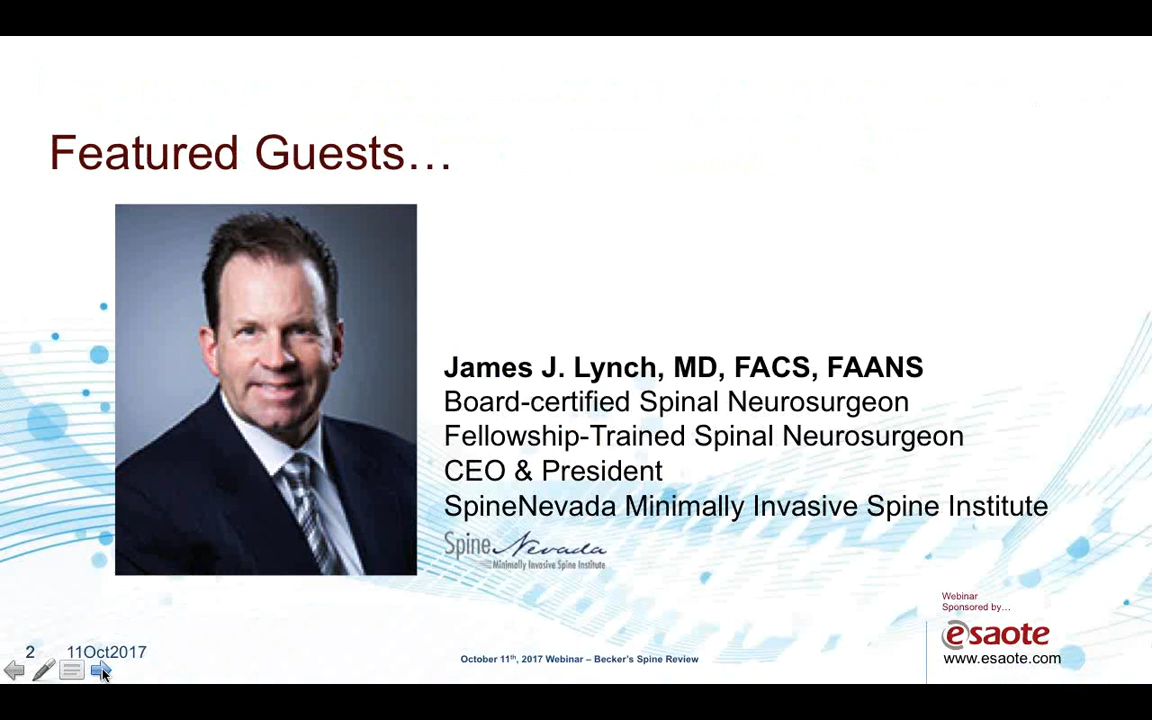 Featured Guests…
James J. Lynch, MD, FACS, FAANS
Board-certified Spinal Neurosurgeon
Fellowship-Trained Spinal Neurosurgeon
CEO & President
SpineNevada Minimally Invasive Spine Institute
Spine Nevada
Minimally Invasive Spine Institute
Webinar
Sponsored by…
esaote
www.esaote.com
2 11Oct2017
October 11th, 2017 Webinar – Becker's Spine Review